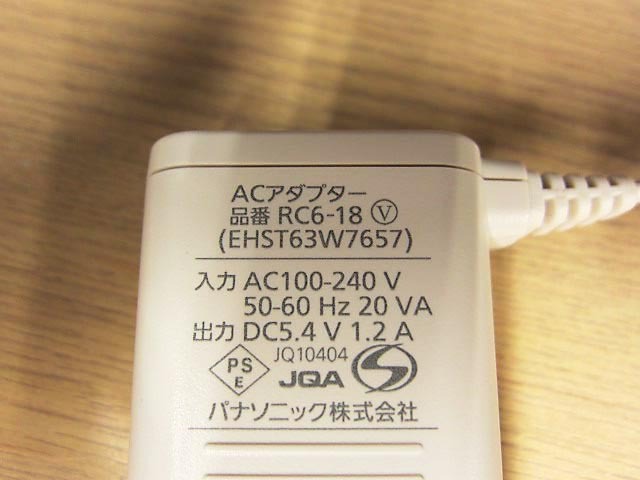 ACアダプター
品番 RC6-18 Ⓥ
(EHST63W7657)
入力 AC100-240 V
50-60 Hz 20 VA
出力 DC5.4 V 1.2 A
JQ10404
PS
E
JQA
パナソニック株式会社